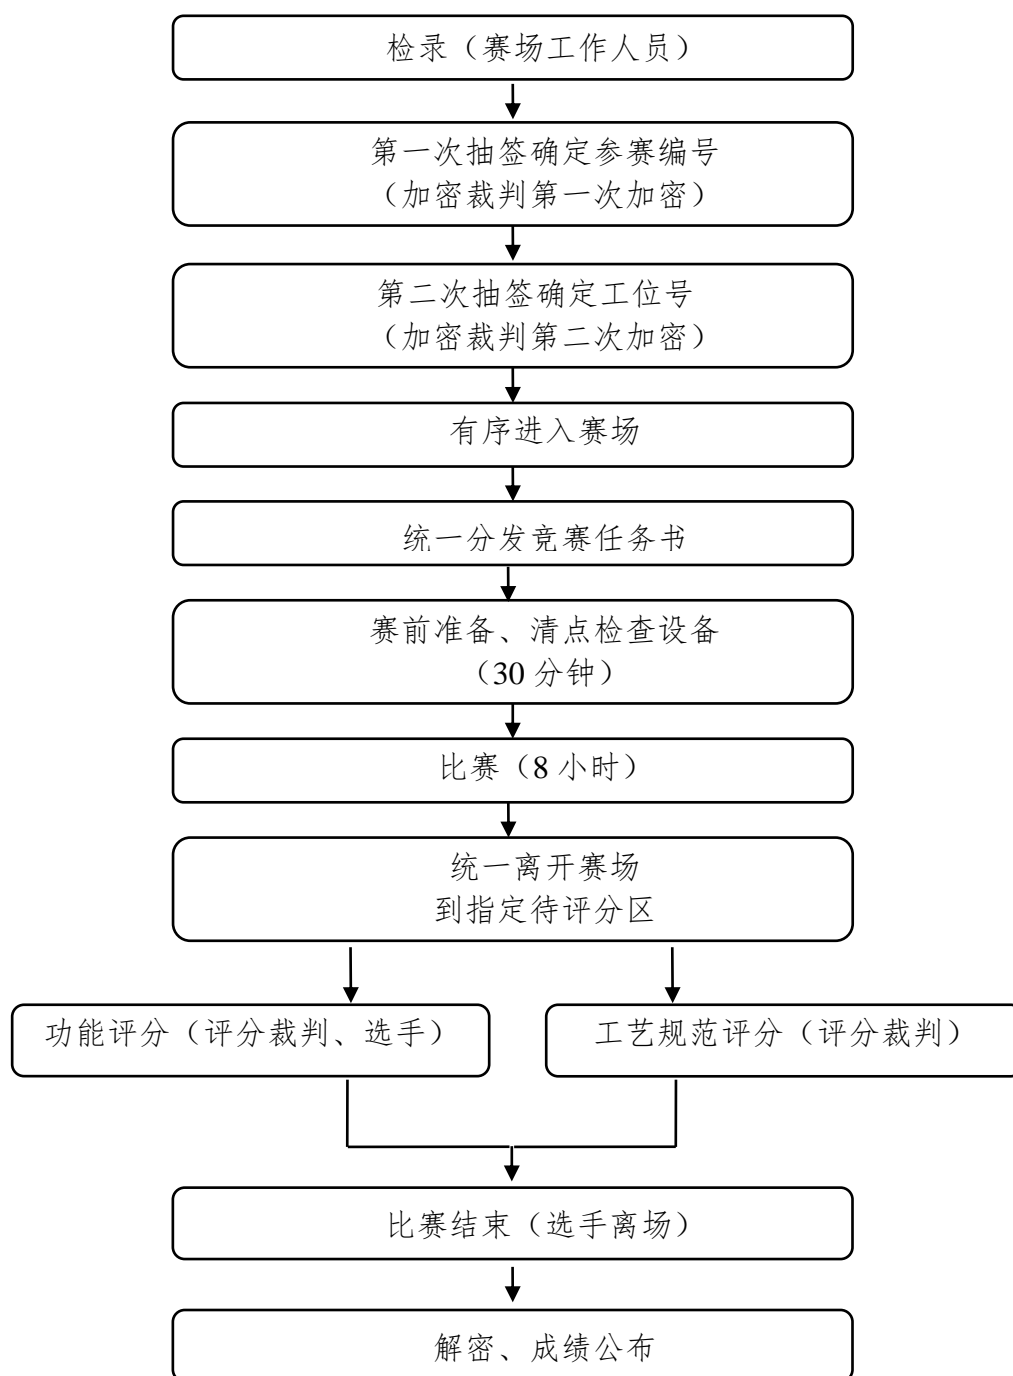 检录（赛场工作人员）
第一次抽签确定参赛编号
（加密裁判第一次加密）
第二次抽签确定工位号
（加密裁判第二次加密）
有序进入赛场
统一分发竞赛任务书
赛前准备、清点检查设备
（30 分钟）
比赛（8 小时）
统一离开赛场
到指定待评分区
功能评分（评分裁判、选手）
工艺规范评分（评分裁判）
比赛结束（选手离场）
解密、成绩公布